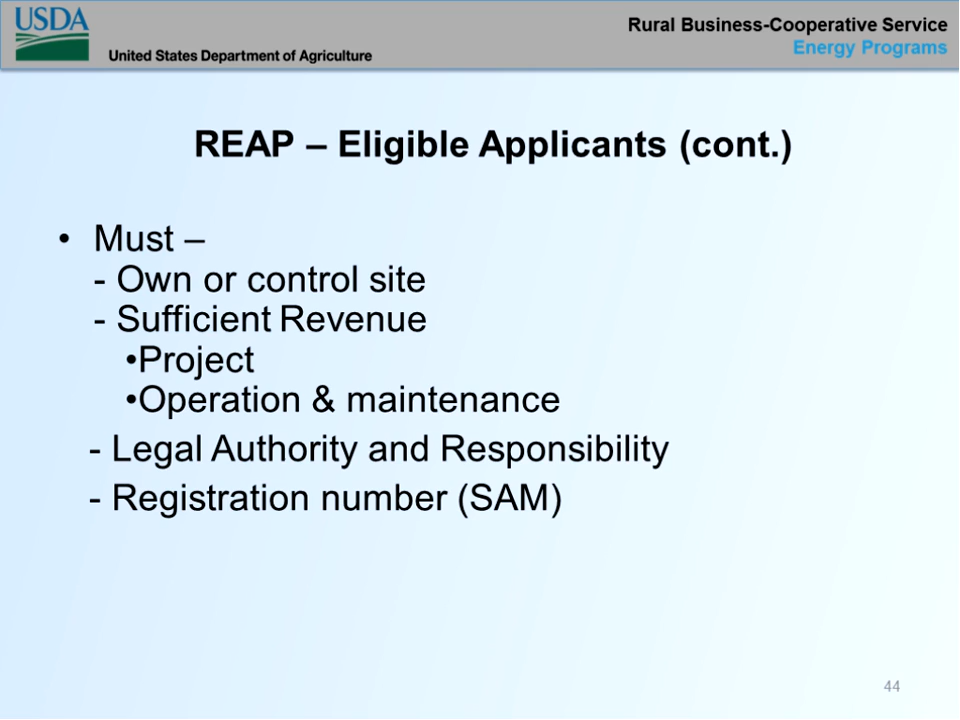 USDA
United States Department of Agriculture
Rural Business-Cooperative Service
Energy Programs
REAP – Eligible Applicants (cont.)
• Must –
- Own or control site
- Sufficient Revenue
•Project
•Operation & maintenance
- Legal Authority and Responsibility
- Registration number (SAM)
44